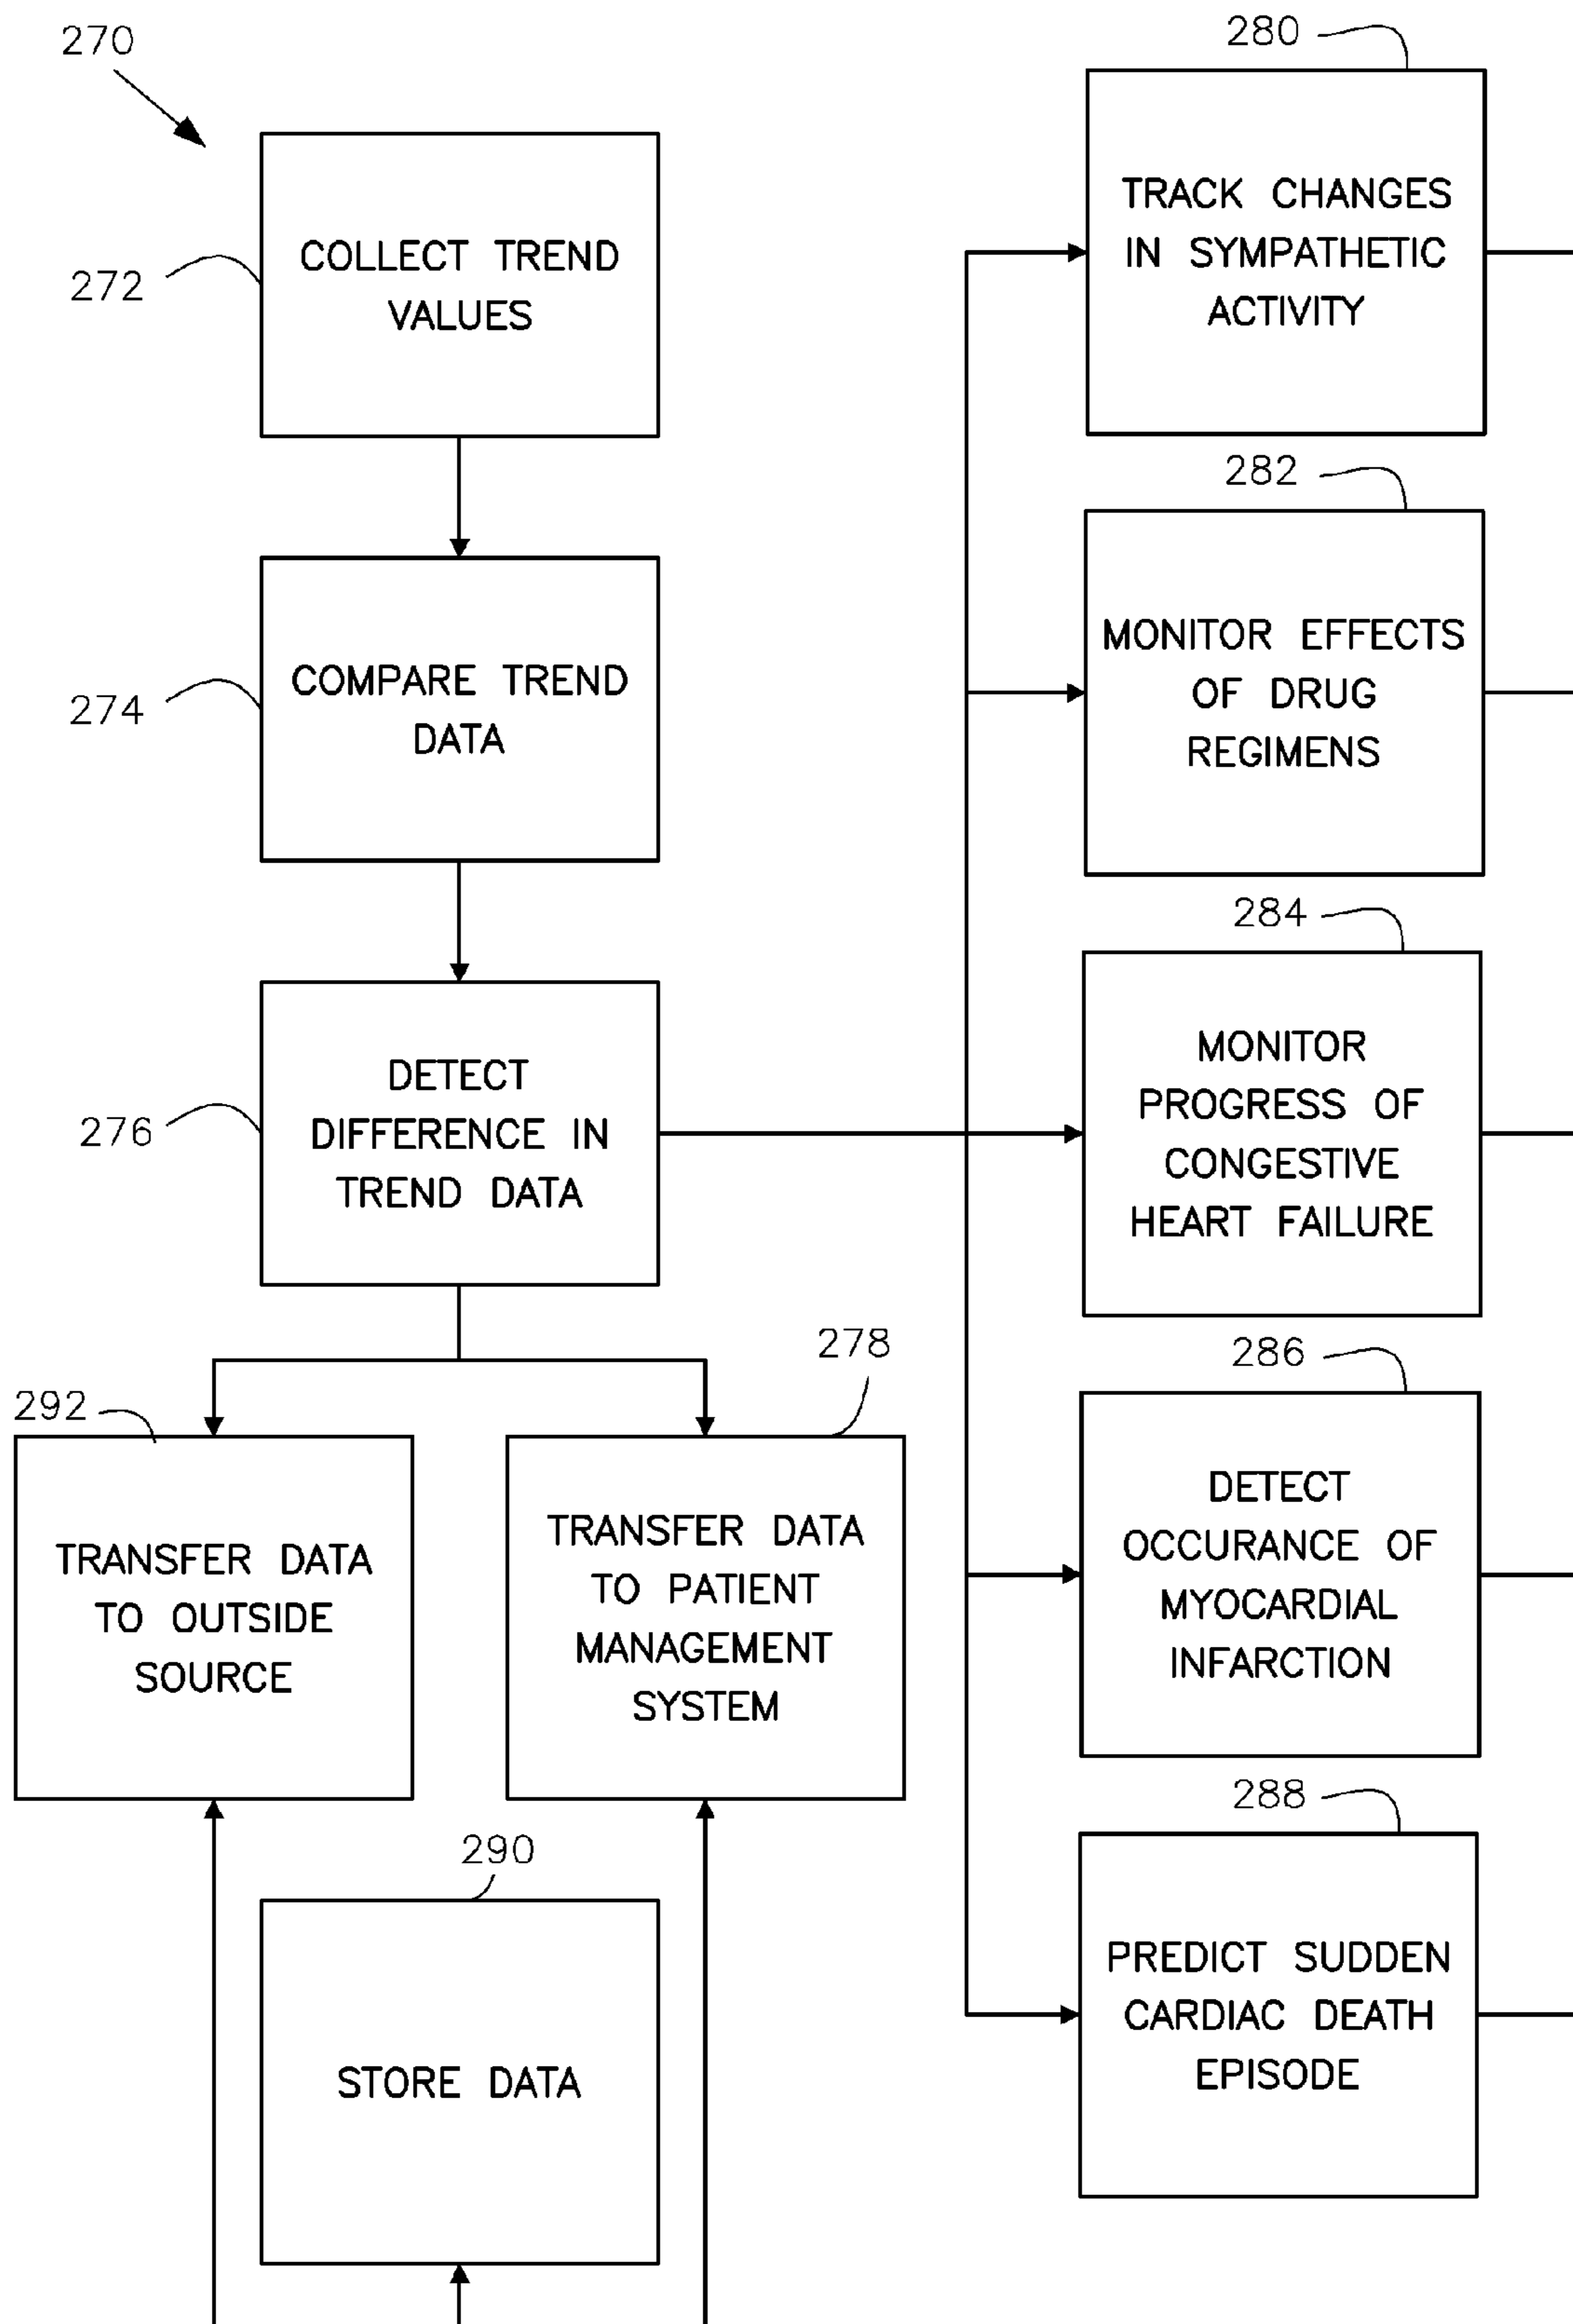 270
272
COLLECT TREND
VALUES
274
COMPARE TREND
DATA
276
DETECT
DIFFERENCE IN
TREND DATA
292
TRANSFER DATA
TO OUTSIDE
SOURCE
278
TRANSFER DATA
TO PATIENT
MANAGEMENT
SYSTEM
290
STORE DATA
280
TRACK CHANGES
IN SYMPATHETIC
ACTIVITY
282
MONITOR EFFECTS
OF DRUG
REGIMENS
284
MONITOR
PROGRESS OF
CONGESTIVE
HEART FAILURE
286
DETECT
OCCURANCE OF
MYOCARDIAL
INFARCTION
288
PREDICT SUDDEN
CARDIAC DEATH
EPISODE